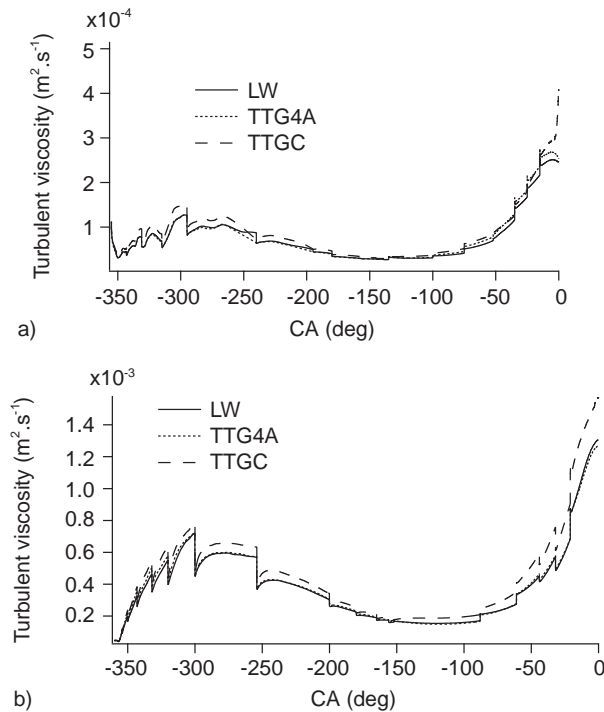 x10⁻⁴
Turbulent viscosity (m².s⁻¹)
5
4
3
2
1
LW
TTG4A
TTGC
-350 -300 -250 -200 -150 -100 -50 0
a)
CA (deg)
x10⁻³
Turbulent viscosity (m².s⁻¹)
1.4
1.2
1.0
0.8
0.6
0.4
0.2
LW
TTG4A
TTGC
-350 -300 -250 -200 -150 -100 -50 0
b)
CA (deg)